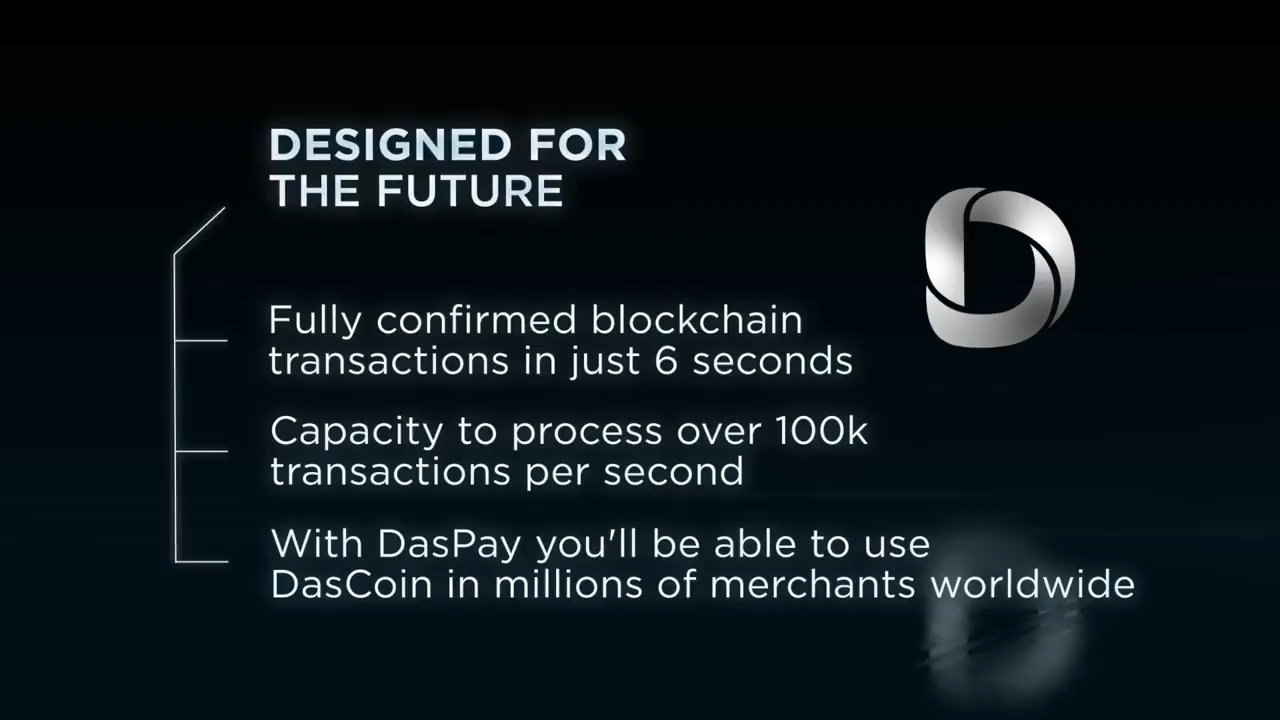 DESIGNED FOR
THE FUTURE
Fully confirmed blockchain
transactions in just 6 seconds
Capacity to process over 100k
transactions per second
With DasPay you'll be able to use
DasCoin in millions of merchants worldwide